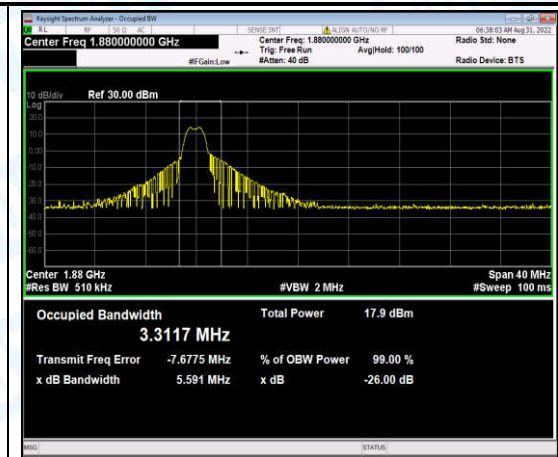 Keysight Spectrum Analyzer - Occupied BW
RL RF 50 Ω AC SENSE:INT ALIGN AUTO/NO RF 06:38:03 AM Aug 31, 2022
Center Freq 1.880000000 GHz Center Freq: 1.880000000 GHz Radio Std: None
Trig: Free Run Avg|Hold: 100/100
#IFGain:Low #Atten: 40 dB Radio Device: BTS
10 dB/div Ref 30.00 dBm
Log
20.0
10.0
0.00
-10.0
-20.0
-30.0
-40.0
-50.0
-60.0
Center 1.88 GHz Span 40 MHz
#Res BW 510 kHz #VBW 2 MHz #Sweep 100 ms
Occupied Bandwidth Total Power 17.9 dBm
3.3117 MHz
Transmit Freq Error -7.6775 MHz % of OBW Power 99.00 %
x dB Bandwidth 5.591 MHz x dB -26.00 dB
MSG STATUS